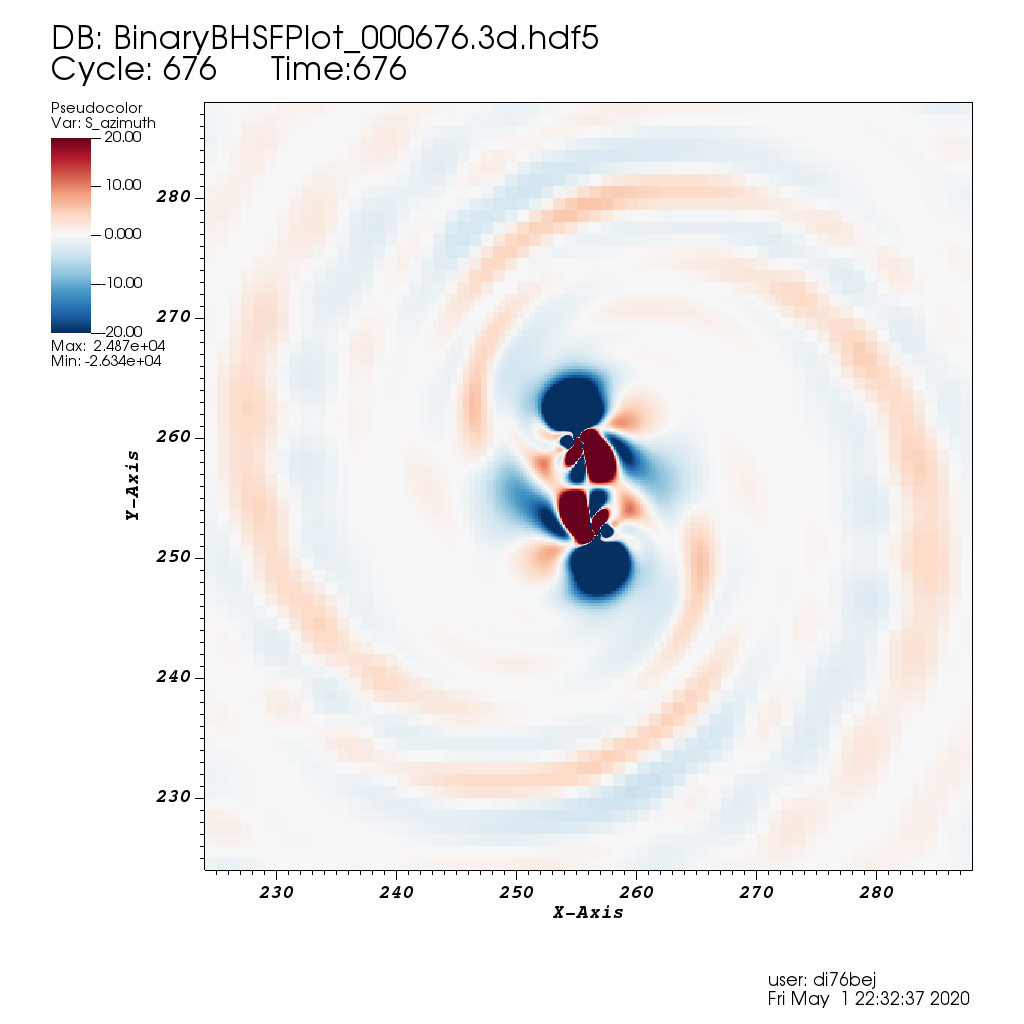 DB: BinaryBHSFPlot_000676.3d.hdf5
Cycle: 676 Time:676
Pseudocolor
Var: S_azimuth
20.00
10.00
0.000
-10.00
-20.00
Max: 2.487e+04
Min: -2.634e+04
280
270
260
250
240
230
Y-Axis
230 240 250 260 270 280
X-Axis
user: di76bej
Fri May 1 22:32:37 2020